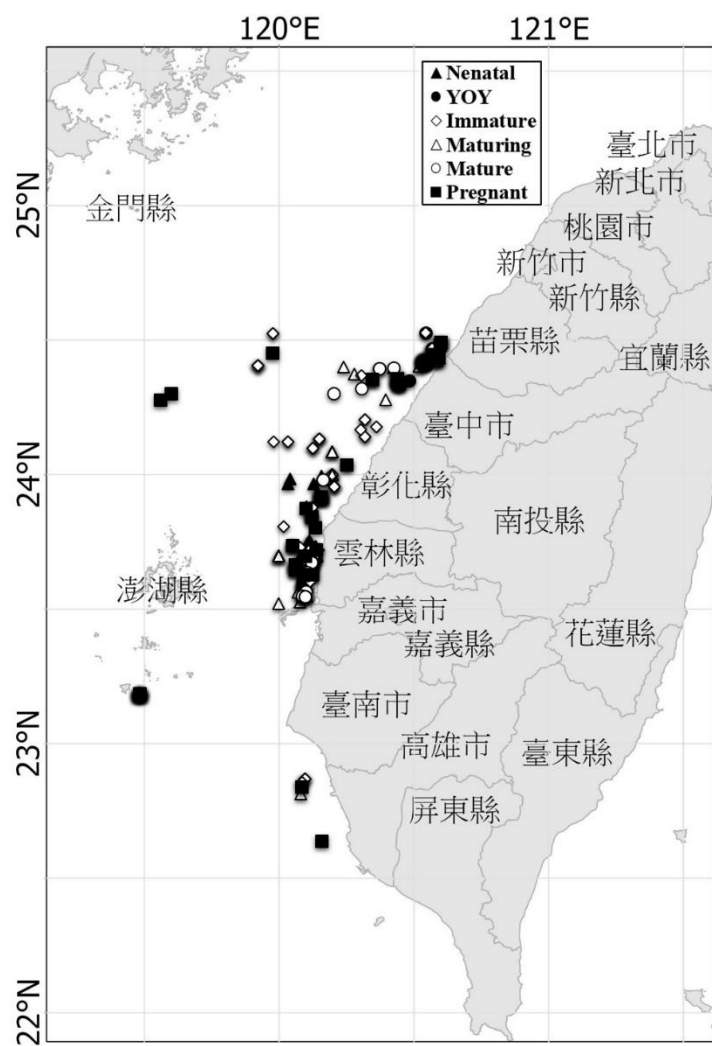 120°E 121°E
Nenatal
YOY
Immature
Maturing
Mature
Pregnant
臺北市
新北市
25°N
金門縣
桃園市
新竹市
新竹縣
苗栗縣
宜蘭縣
臺中市
24°N
彰化縣
南投縣
雲林縣
澎湖縣
嘉義市
花蓮縣
嘉義縣
臺南市
23°N
高雄市
臺東縣
屏東縣
22°N